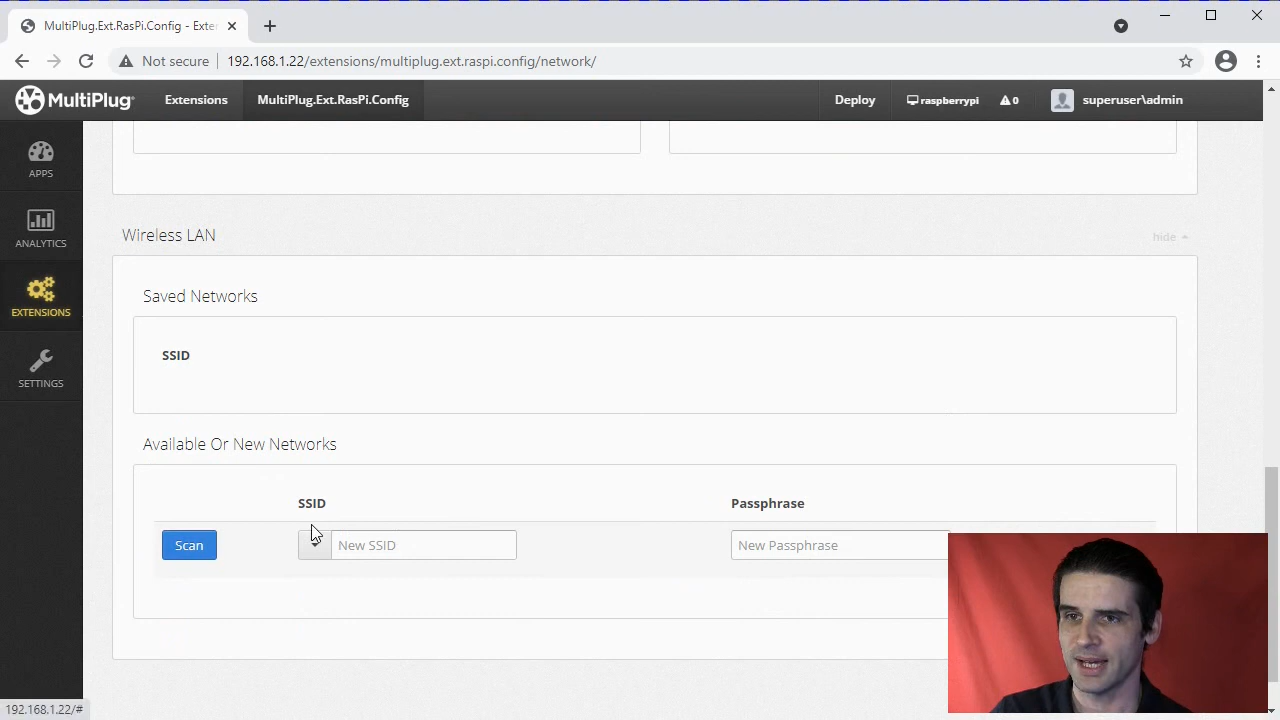 MultiPlug.Ext.RasPi.Config - Exte
Not secure
192.168.1.22/extensions/multiplug.ext.raspi.config/network/
MultiPlug
Extensions
MultiPlug.Ext.RasPi.Config
Deploy
raspberrypi
0
superuser\admin
APPS
ANALYTICS
EXTENSIONS
SETTINGS
Wireless LAN
hide
Saved Networks
SSID
Available Or New Networks
SSID Passphrase
Scan New SSID New Passphrase
192.168.1.22/#